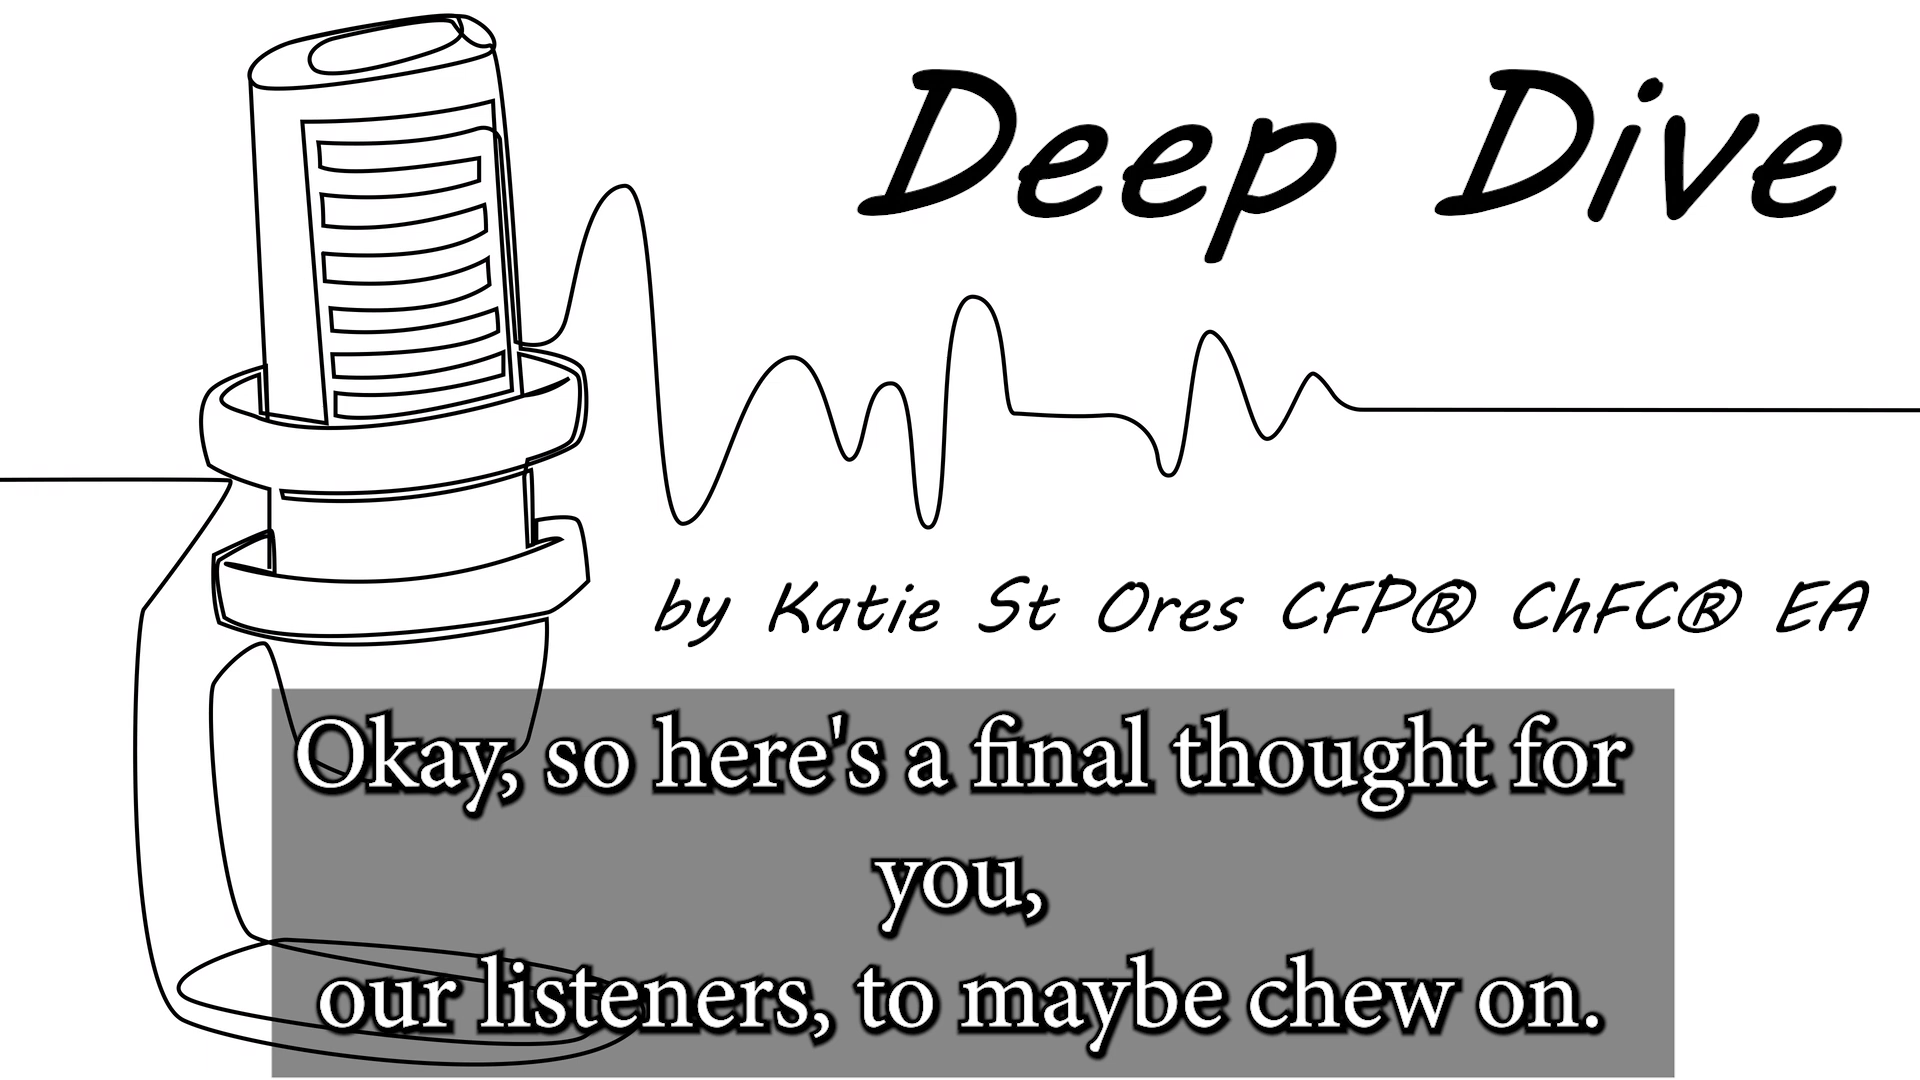 Deep Dive
by Katie St Ores CFP® ChFC® EA
Okay, so here's a final thought for
you,
our listeners, to maybe chew on.